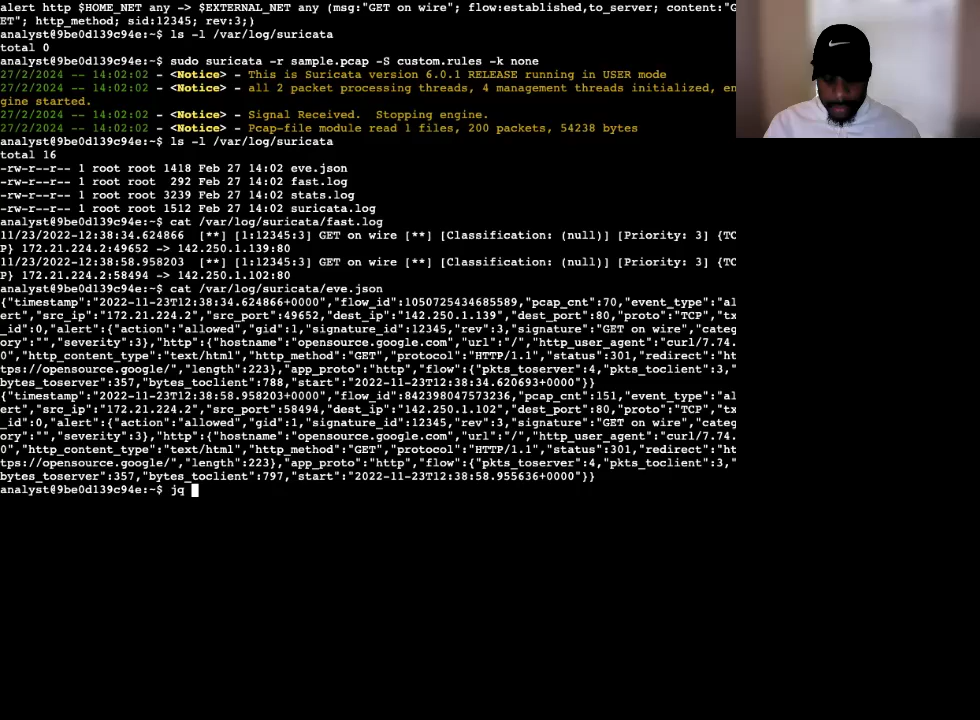 alert http $HOME_NET any -> $EXTERNAL_NET any (msg:"GET on wire"; flow:established,to_server; content:"G
ET"; http_method; sid:12345; rev:3;)
analyst@9be0d139c94e:~$ ls -l /var/log/suricata
total 0
analyst@9be0d139c94e:~$ sudo suricata -r sample.pcap -S custom.rules -k none
27/2/2024 -- 14:02:02 - <Notice> - This is Suricata version 6.0.1 RELEASE running in USER mode
27/2/2024 -- 14:02:02 - <Notice> - all 2 packet processing threads, 4 management threads initialized, en
gine started.
27/2/2024 -- 14:02:02 - <Notice> - Signal Received.  Stopping engine.
27/2/2024 -- 14:02:02 - <Notice> - Pcap-file module read 1 files, 200 packets, 54238 bytes
analyst@9be0d139c94e:~$ ls -l /var/log/suricata
total 16
-rw-r--r-- 1 root root 1418 Feb 27 14:02 eve.json
-rw-r--r-- 1 root root  292 Feb 27 14:02 fast.log
-rw-r--r-- 1 root root 3239 Feb 27 14:02 stats.log
-rw-r--r-- 1 root root 1512 Feb 27 14:02 suricata.log
analyst@9be0d139c94e:~$ cat /var/log/suricata/fast.log
11/23/2022-12:38:34.624866  [**] [1:12345:3] GET on wire [**] [Classification: (null)] [Priority: 3] {TC
P} 172.21.224.2:49652 -> 142.250.1.139:80
11/23/2022-12:38:58.958203  [**] [1:12345:3] GET on wire [**] [Classification: (null)] [Priority: 3] {TC
P} 172.21.224.2:58494 -> 142.250.1.102:80
analyst@9be0d139c94e:~$ cat /var/log/suricata/eve.json
{"timestamp":"2022-11-23T12:38:34.624866+0000","flow_id":1050725434685589,"pcap_cnt":70,"event_type":"al
ert","src_ip":"172.21.224.2","src_port":49652,"dest_ip":"142.250.1.139","dest_port":80,"proto":"TCP","tx
_id":0,"alert":{"action":"allowed","gid":1,"signature_id":12345,"rev":3,"signature":"GET on wire","categ
ory":"","severity":3},"http":{"hostname":"opensource.google.com","url":"/","http_user_agent":"curl/7.74.
0","http_content_type":"text/html","http_method":"GET","protocol":"HTTP/1.1","status":301,"redirect":"ht
tps://opensource.google/","length":223},"app_proto":"http","flow":{"pkts_toserver":4,"pkts_toclient":3,"
bytes_toserver":357,"bytes_toclient":788,"start":"2022-11-23T12:38:34.620693+0000"}}
{"timestamp":"2022-11-23T12:38:58.958203+0000","flow_id":842398047573236,"pcap_cnt":151,"event_type":"al
ert","src_ip":"172.21.224.2","src_port":58494,"dest_ip":"142.250.1.102","dest_port":80,"proto":"TCP","tx
_id":0,"alert":{"action":"allowed","gid":1,"signature_id":12345,"rev":3,"signature":"GET on wire","categ
ory":"","severity":3},"http":{"hostname":"opensource.google.com","url":"/","http_user_agent":"curl/7.74.
0","http_content_type":"text/html","http_method":"GET","protocol":"HTTP/1.1","status":301,"redirect":"ht
tps://opensource.google/","length":223},"app_proto":"http","flow":{"pkts_toserver":4,"pkts_toclient":3,"
bytes_toserver":357,"bytes_toclient":797,"start":"2022-11-23T12:38:58.955636+0000"}}
analyst@9be0d139c94e:~$ jq